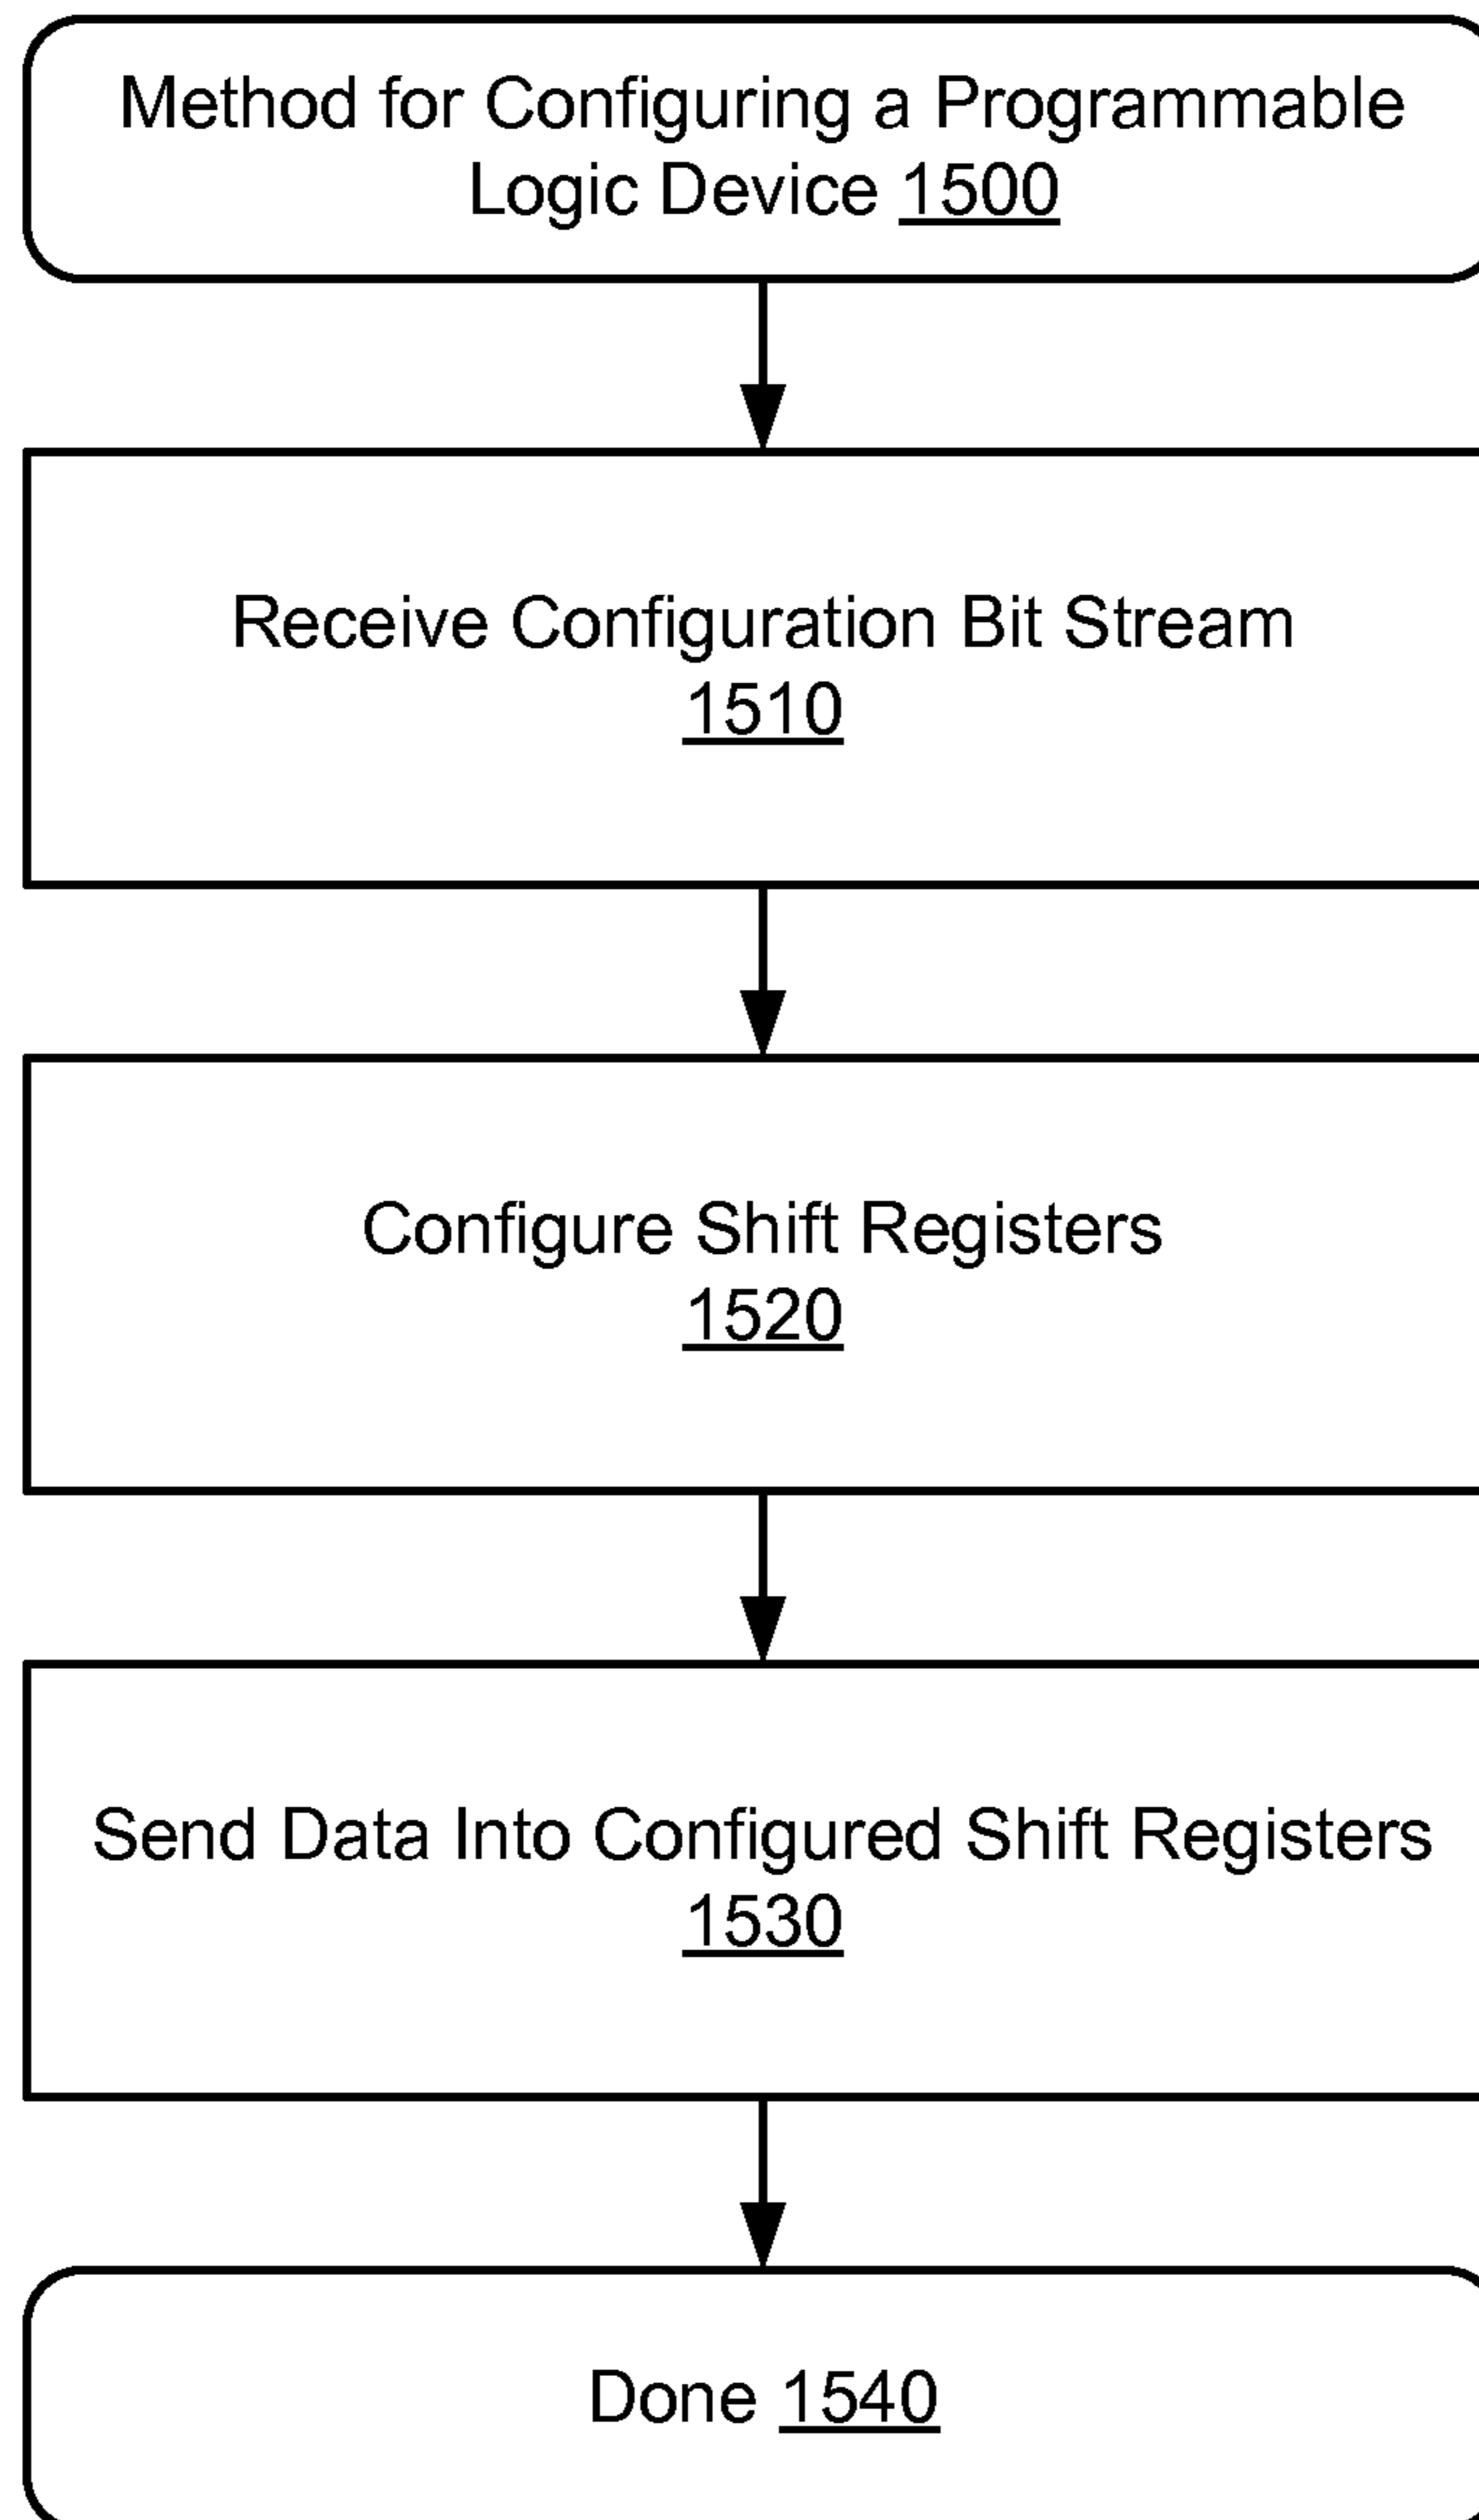 Method for Configuring a Programmable
Logic Device 1500
Receive Configuration Bit Stream
1510
Configure Shift Registers
1520
Send Data Into Configured Shift Registers
1530
Done 1540